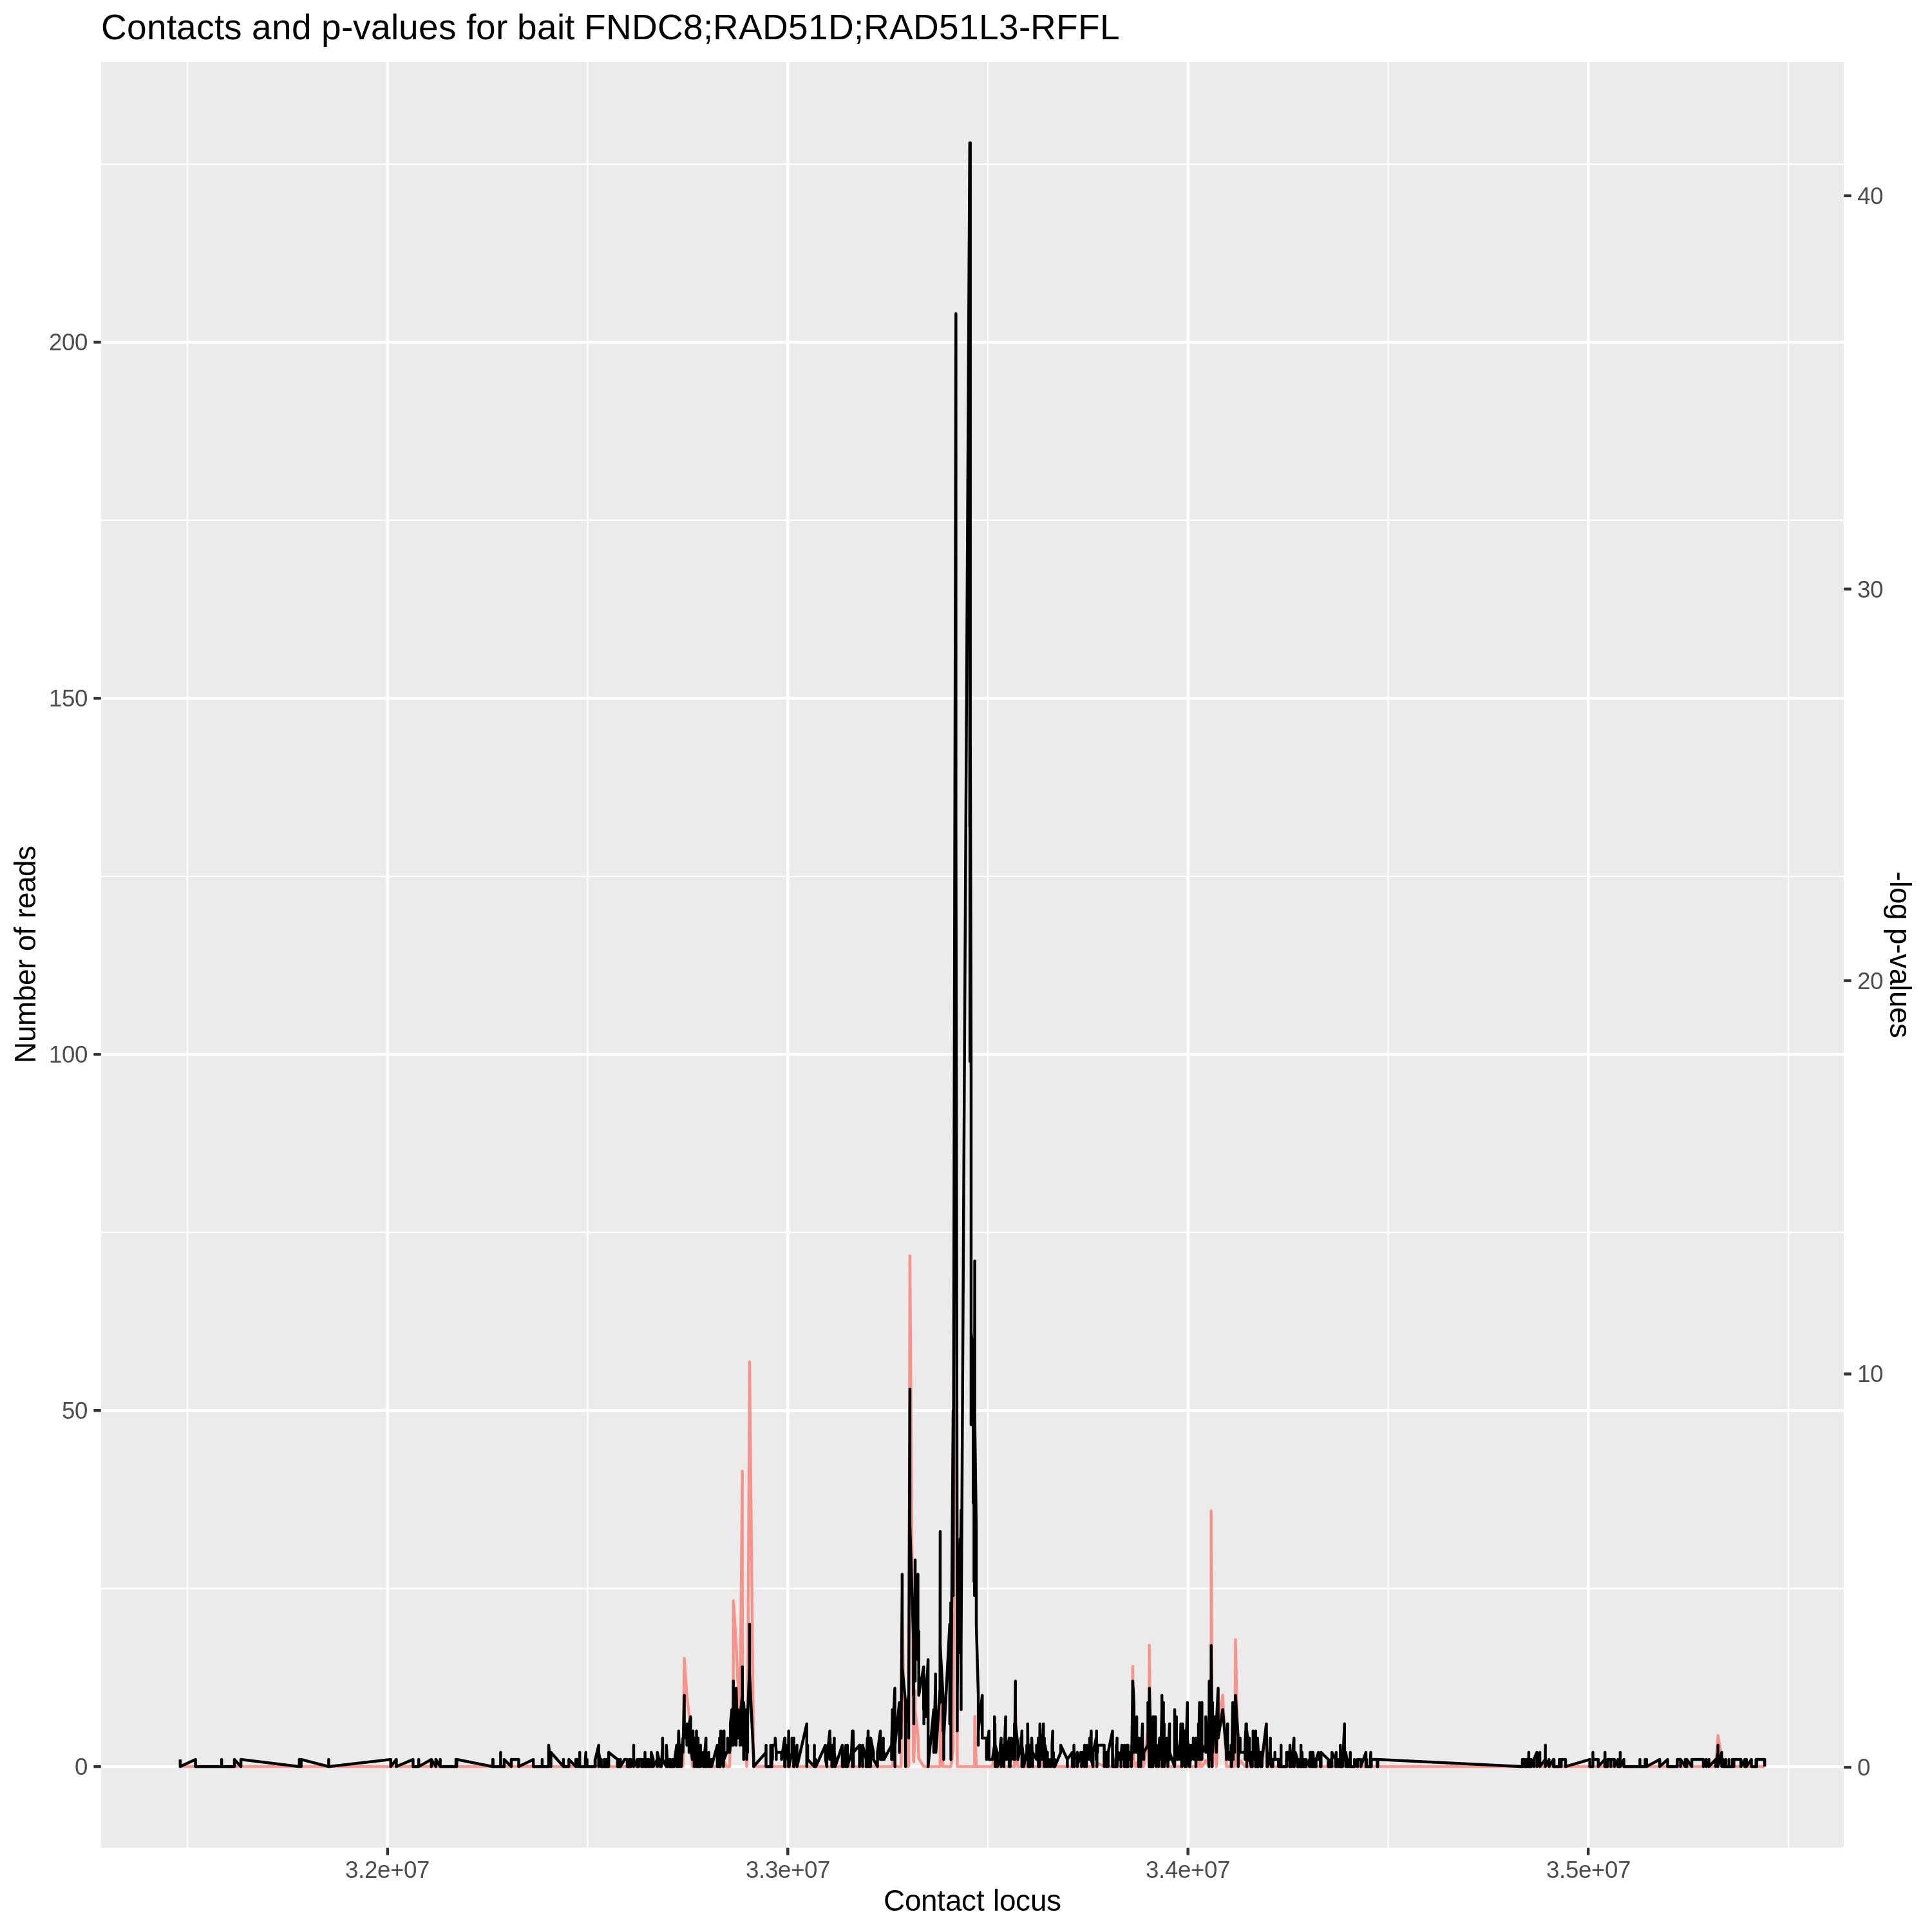 Contacts and p-values for bait FNDC8;RAD51D;RAD51L3-RFFL
Number of reads
200
150
100
50
0
40
30
20
10
0
-log p-values
3.2e+07 3.3e+07 3.4e+07 3.5e+07
Contact locus